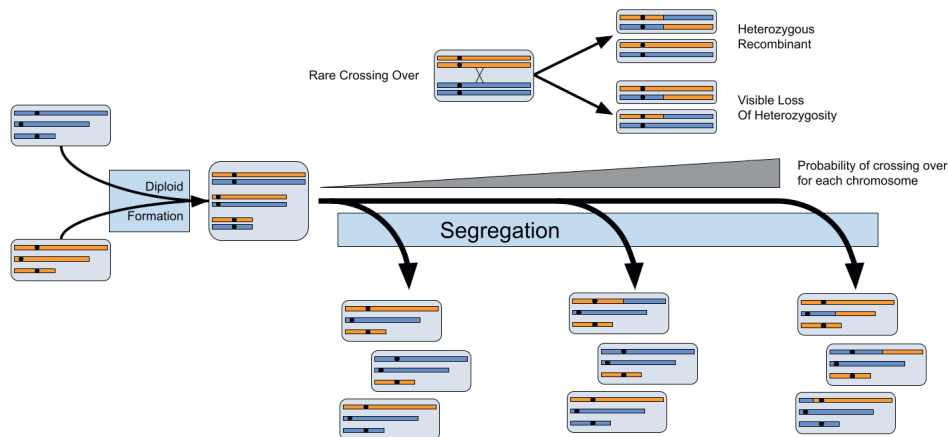 Rare Crossing Over
Heterozygous
Recombinant
Visible Loss
Of Heterozygosity
Diploid
Formation
Probability of crossing over
for each chromosome
Segregation